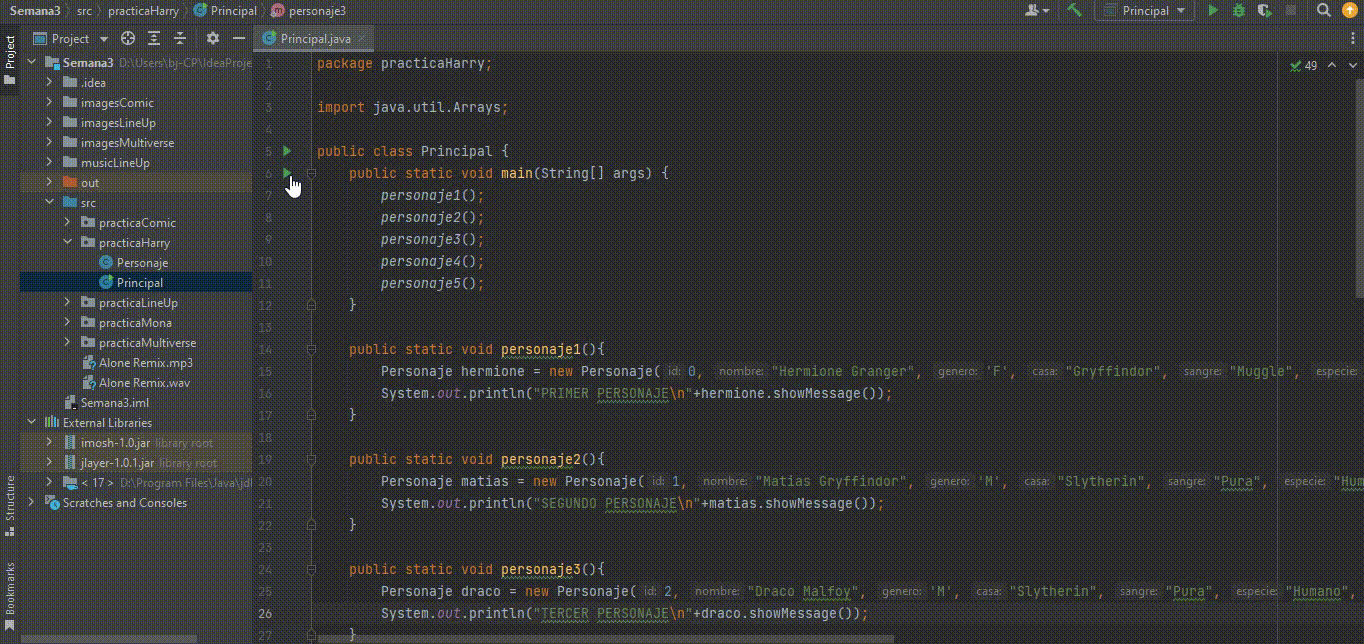 Semana3 src practicaHarry Principal personaje3 Principal
Project
Project
Principal.java
Semana3 D:\Users\bj-CP\IdeaProje
.idea
imagesComic
imagesLineUp
imagesMultiverse
musicLineUp
out
src
practicaComic
practicaHarry
Personaje
Principal
practicaLineUp
practicaMona
practicaMultiverse
Alone Remix.mp3
Alone Remix.wav
Semana3.iml
External Libraries
imosh-1.0.jar library root
jlayer-1.0.1.jar library root
< 17 > D:\Program Files\Java\jdl
Scratches and Consoles
Structure
Bookmarks
49
1 package practicaHarry;
2
3 import java.util.Arrays;
4
5 public class Principal {
6 public static void main(String[] args) {
7 personaje1();
8 personaje2();
9 personaje3();
10 personaje4();
11 personaje5();
12 }
13
14 public static void personaje1(){
15 Personaje hermione = new Personaje( id: 0, nombre: "Hermione Granger", genero: 'F', casa: "Gryffindor", sangre: "Muggle", especie:
16 System.out.println("PRIMER PERSONAJE\n"+hermione.showMessage());
17 }
18
19 public static void personaje2(){
20 Personaje matias = new Personaje( id: 1, nombre: "Matias Gryffindor", genero: 'M', casa: "Slytherin", sangre: "Pura", especie: "Hum
21 System.out.println("SEGUNDO PERSONAJE\n"+matias.showMessage());
22 }
23
24 public static void personaje3(){
25 Personaje draco = new Personaje( id: 2, nombre: "Draco Malfoy", genero: 'M', casa: "Slytherin", sangre: "Pura", especie: "Humano",
26 System.out.println("TERCER PERSONAJE\n"+draco.showMessage());
27 }